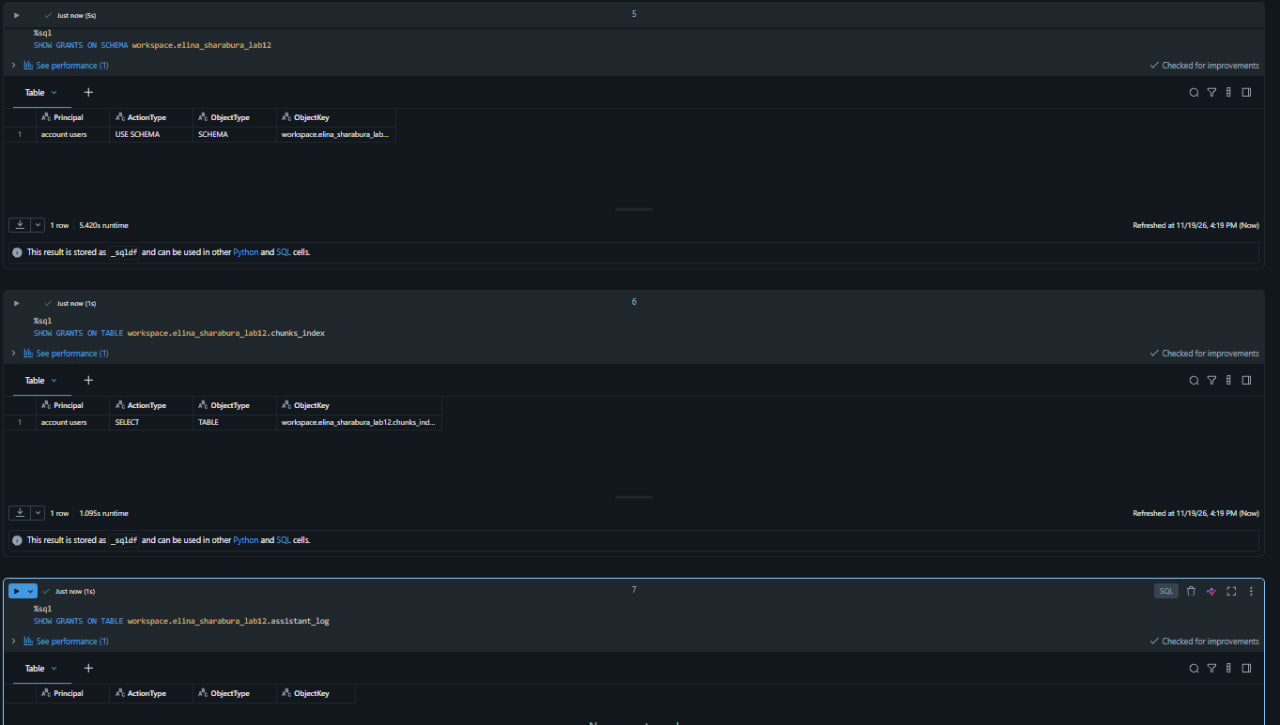 Just now (5s)
5
%sql
SHOW GRANTS ON SCHEMA workspace.elina_sharabura_lab12
See performance (1)
Checked for improvements
Table
Principal ActionType ObjectType ObjectKey
1 account users USE SCHEMA SCHEMA workspace.elina_sharabura_lab...
1 row 5.420s runtime
Refreshed at 11/19/26, 4:19 PM (Now)
This result is stored as _sqldf and can be used in other Python and SQL cells.
Just now (1s)
6
%sql
SHOW GRANTS ON TABLE workspace.elina_sharabura_lab12.chunks_index
See performance (1)
Checked for improvements
Table
Principal ActionType ObjectType ObjectKey
1 account users SELECT TABLE workspace.elina_sharabura_lab12.chunks_ind...
1 row 1.095s runtime
Refreshed at 11/19/26, 4:19 PM (Now)
This result is stored as _sqldf and can be used in other Python and SQL cells.
Just now (1s)
7
SQL
%sql
SHOW GRANTS ON TABLE workspace.elina_sharabura_lab12.assistant_log
See performance (1)
Checked for improvements
Table
Principal ActionType ObjectType ObjectKey